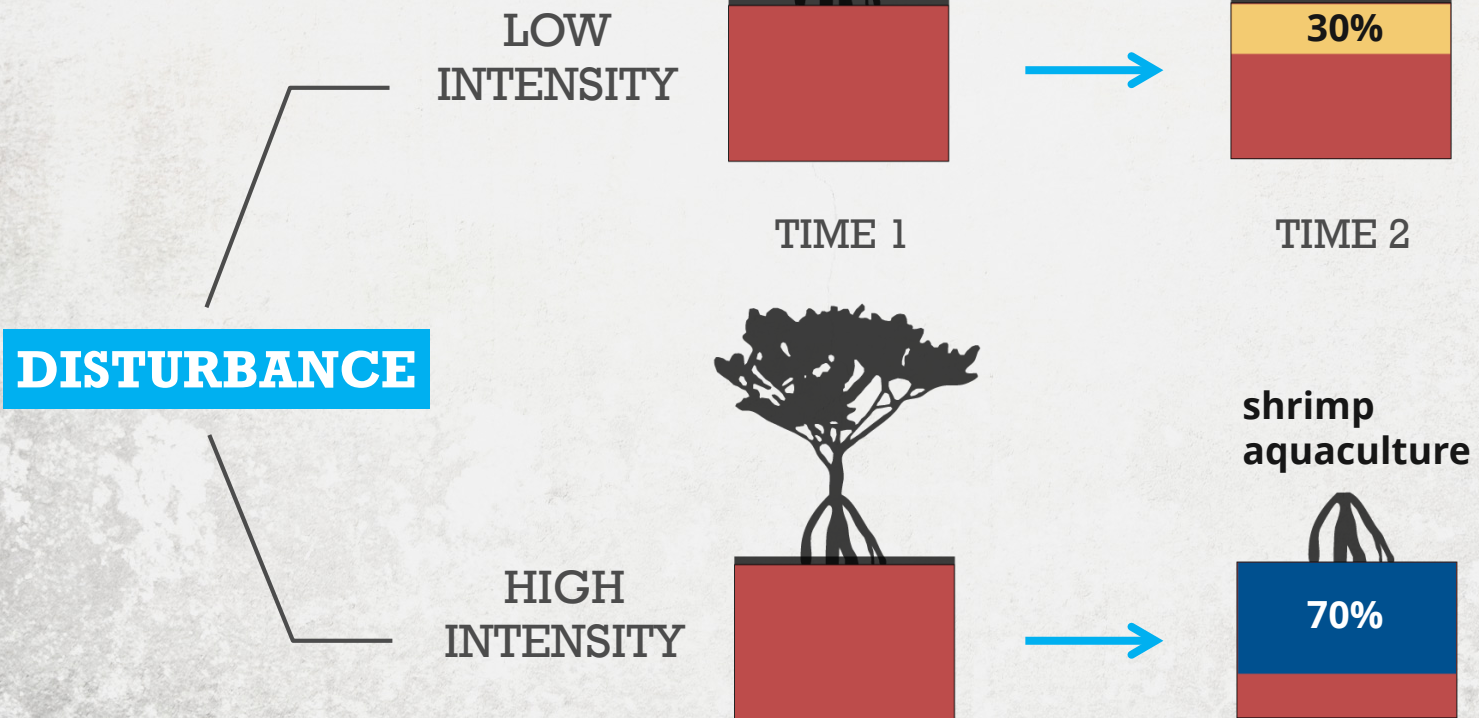 LOW
INTENSITY
30%
TIME 1
TIME 2
DISTURBANCE
shrimp
aquaculture
HIGH
INTENSITY
70%